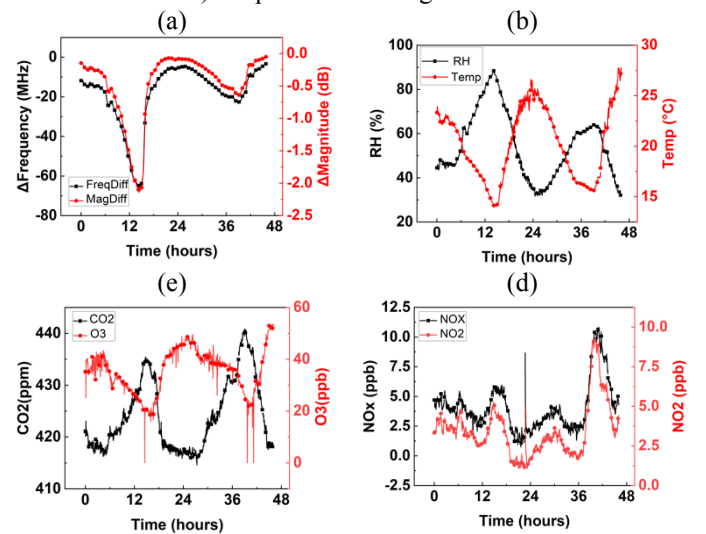 (a)
0
-20
-40
-60
-80
ΔFrequency (MHz)
FreqDiff
MagDiff
0.0
-0.5
-1.0
-1.5
-2.0
-2.5
ΔMagnitude (dB)
0 12 24 36 48
Time (hours)
(b)
100
80
60
40
20
RH (%)
RH
Temp
30
25
20
15
Temp (°C)
0 12 24 36 48
Time (hours)
(e)
440
430
420
410
CO2(ppm)
CO2
O3
60
40
20
0
O3(ppb)
0 12 24 36 48
Time (hours)
(d)
12.5
10.0
7.5
5.0
2.5
0.0
-2.5
NOx (ppb)
NOX
NO2
10.0
7.5
5.0
2.5
0.0
NO2 (ppb)
0 12 24 36 48
Time (hours)